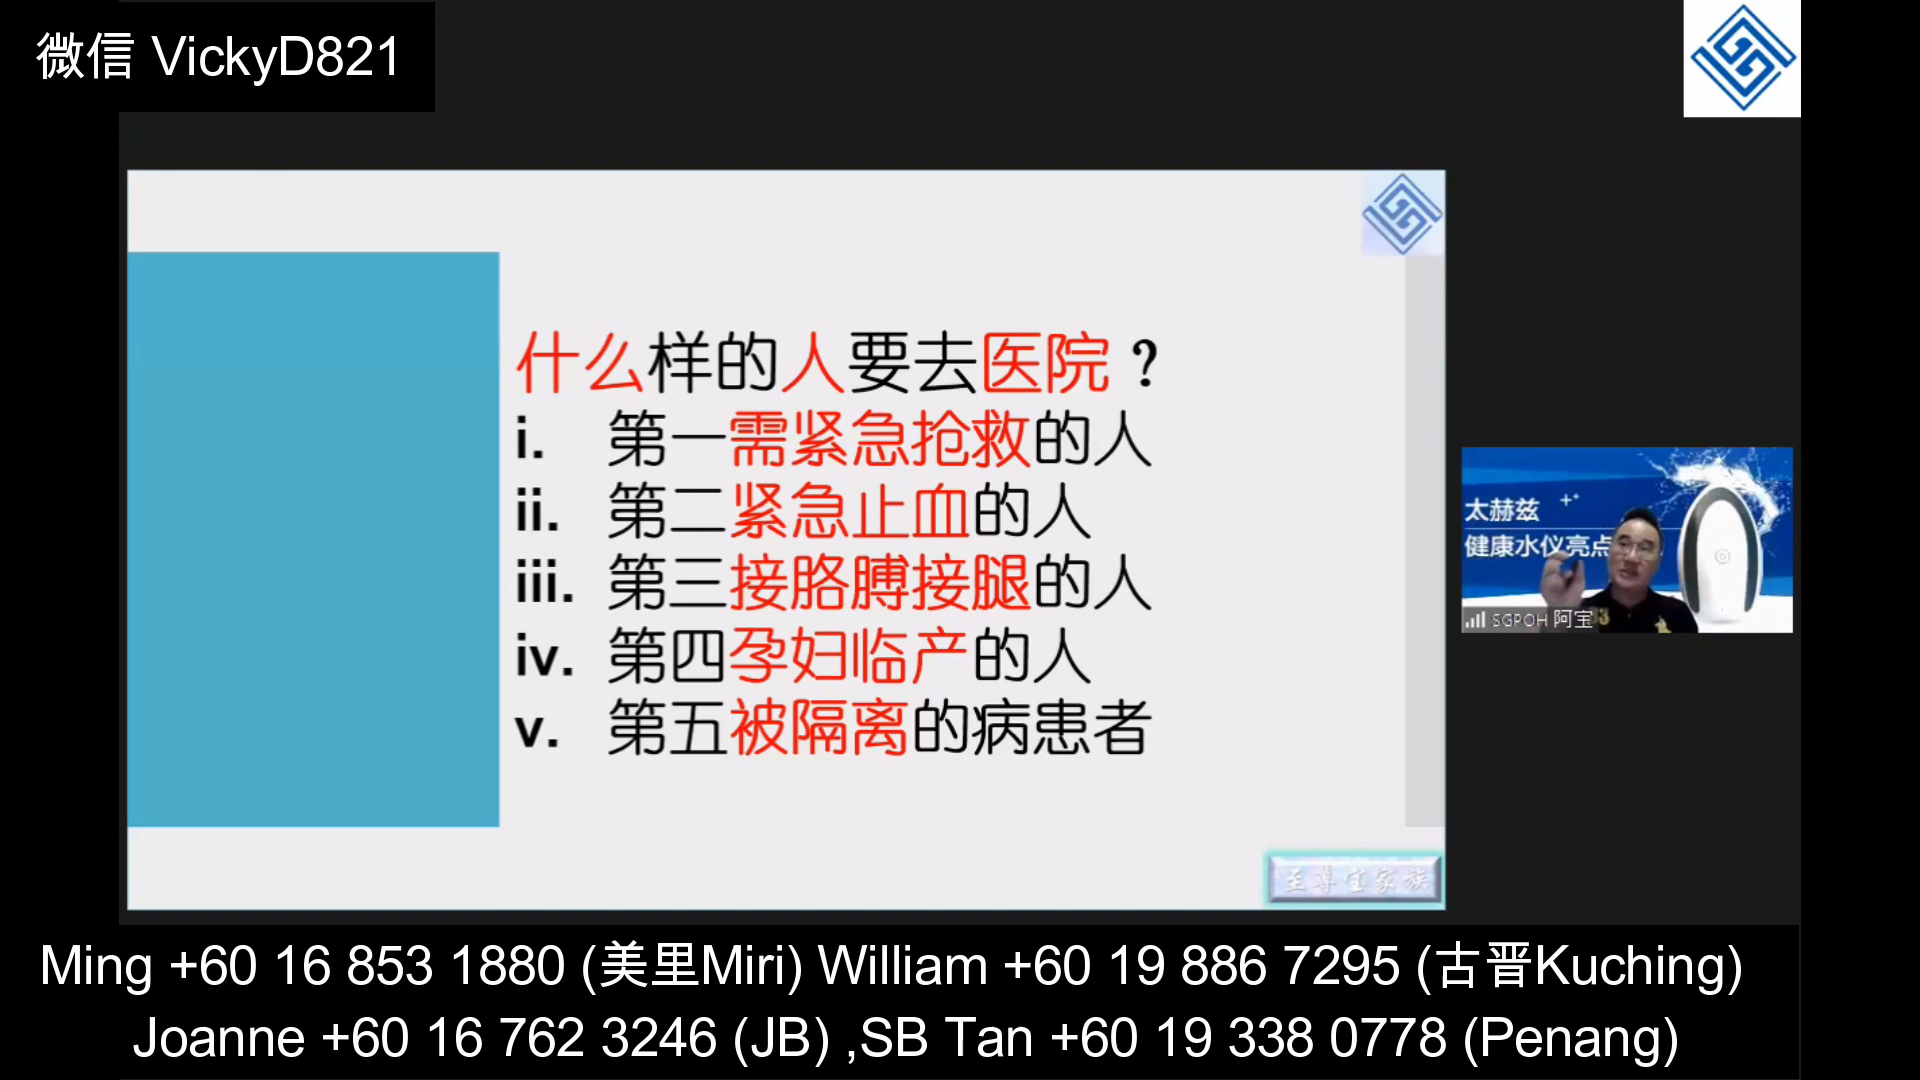 微信 VickyD821
什么样的人要去医院？
i. 第一需紧急抢救的人
ii. 第二紧急止血的人
iii. 第三接胳膊接腿的人
iv. 第四孕妇临产的人
v. 第五被隔离的病患者
太赫兹
健康水仪亮点
SGPOH 阿宝
至尊宝家族
Ming +60 16 853 1880 (美里Miri) William +60 19 886 7295 (古晋Kuching)
Joanne +60 16 762 3246 (JB) ,SB Tan +60 19 338 0778 (Penang)